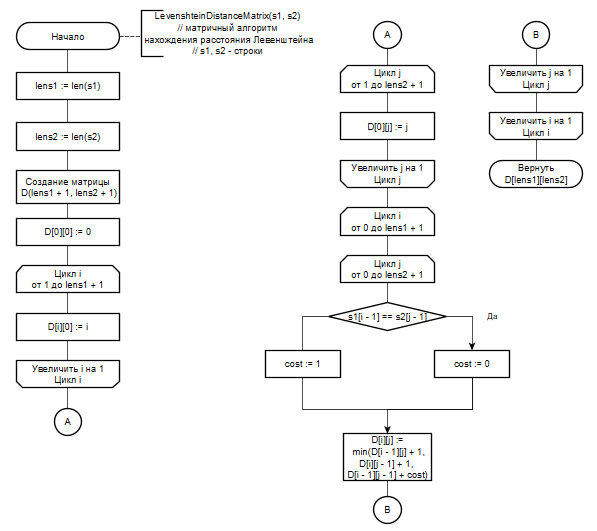 Начало
LevenshteinDistanceMatrix(s1, s2)
// матричный алгоритм
нахождения расстояния Левенштейна
// s1, s2 - строки
lens1 := len(s1)
lens2 := len(s2)
Создание матрицы
D(lens1 + 1, lens2 + 1)
D[0][0] := 0
Цикл i
от 1 до lens1 + 1
D[i][0] := i
Увеличить i на 1
Цикл i
A
A
Цикл j
от 1 до lens2 + 1
D[0][j] := j
Увеличить j на 1
Цикл j
Цикл i
от 0 до lens1 + 1
Цикл j
от 0 до lens2 + 1
s1[i - 1] == s2[j - 1]
Да
cost := 1
cost := 0
D[i][j] :=
min(D[i - 1][j] + 1,
D[i][j - 1] + 1,
D[i - 1][j - 1] + cost)
B
B
Увеличить j на 1
Цикл j
Увеличить i на 1
Цикл i
Вернуть
D[lens1][lens2]